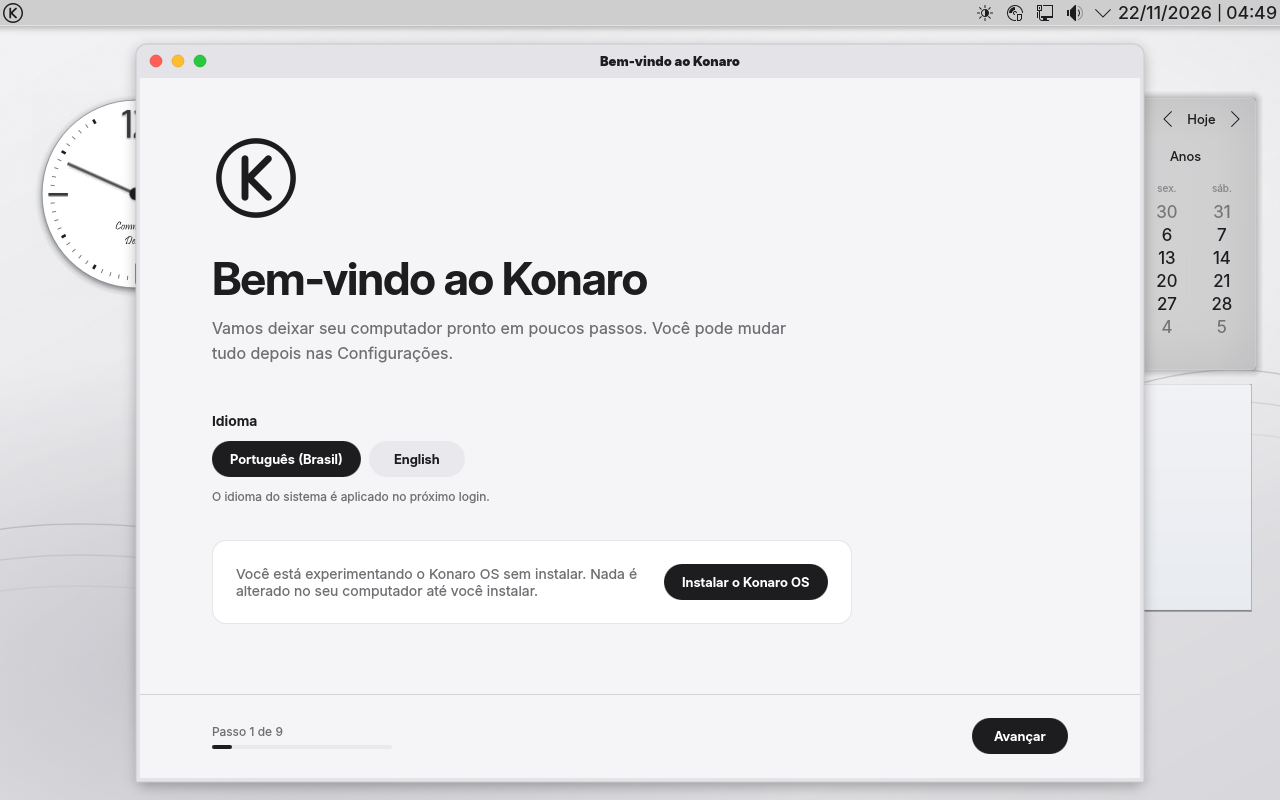 22/11/2026 | 04:49
Bem-vindo ao Konaro
K
Bem-vindo ao Konaro
Vamos deixar seu computador pronto em poucos passos. Você pode mudar
tudo depois nas Configurações.
Idioma
Português (Brasil) English
O idioma do sistema é aplicado no próximo login.
Você está experimentando o Konaro OS sem instalar. Nada é
alterado no seu computador até você instalar.
Instalar o Konaro OS
Passo 1 de 9
Avançar
Hoje
Anos
sex. sáb.
30 31
6 7
13 14
20 21
27 28
4 5